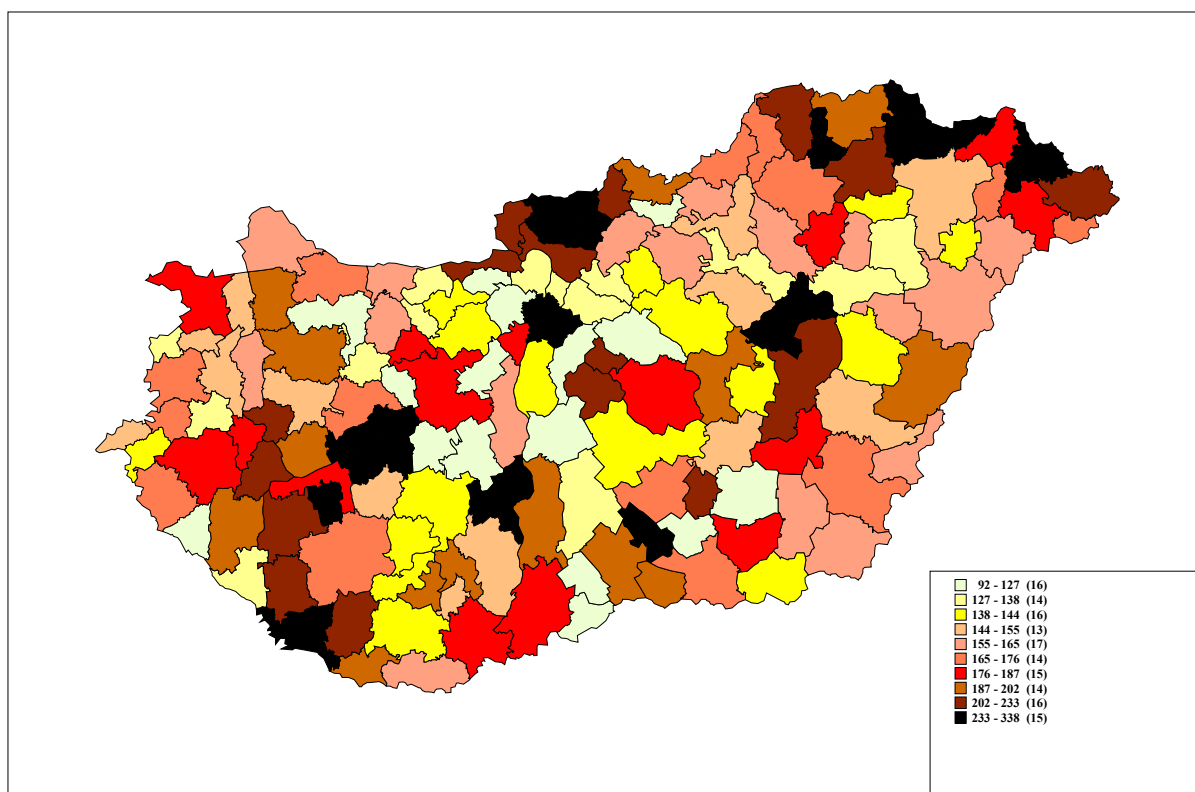 92 - 127 (16)
127 - 138 (14)
138 - 144 (16)
144 - 155 (13)
155 - 165 (17)
165 - 176 (14)
176 - 187 (15)
187 - 202 (14)
202 - 233 (16)
233 - 338 (15)